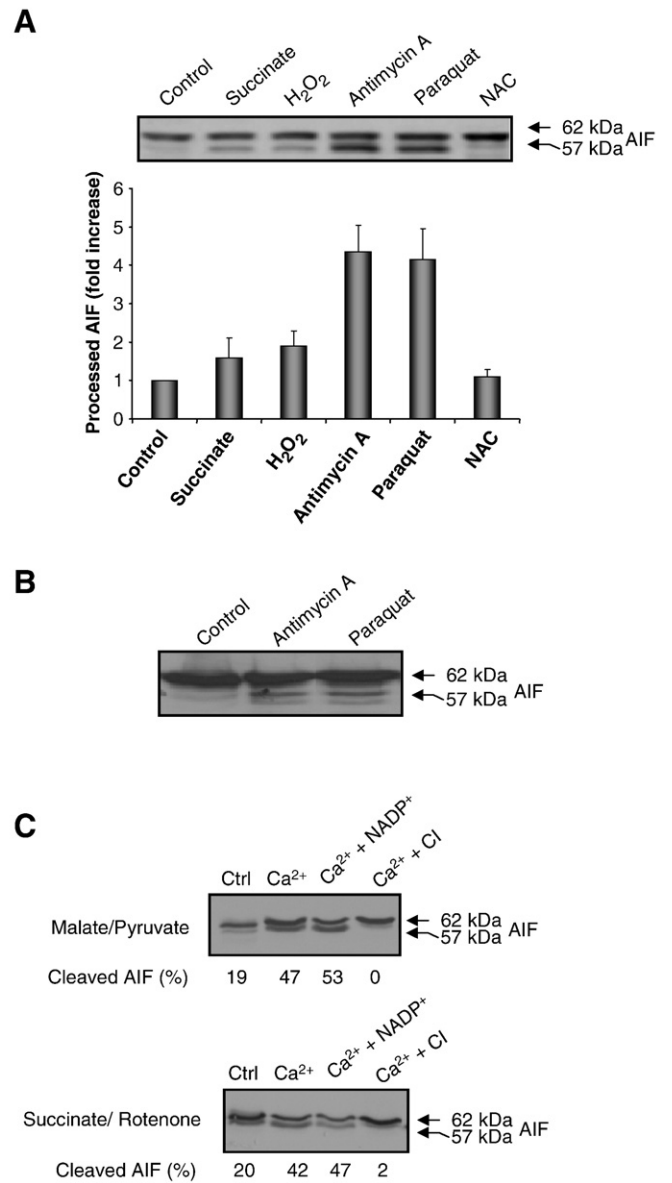 A
Control Succinate H₂O₂ Antimycin A Paraquat NAC
62 kDa
57 kDa
AIF
Processed AIF (fold increase)
6
5
4
3
2
1
0
Control Succinate H₂O₂ Antimycin A Paraquat NAC
B
Control Antimycin A Paraquat
62 kDa
57 kDa
AIF
C
Ctrl Ca²⁺ Ca²⁺ + NADP⁺ Ca²⁺ + CI
Malate/Pyruvate
62 kDa
57 kDa
AIF
Cleaved AIF (%) 19 47 53 0
Ctrl Ca²⁺ Ca²⁺ + NADP⁺ Ca²⁺ + CI
Succinate/ Rotenone
62 kDa
57 kDa
AIF
Cleaved AIF (%) 20 42 47 2